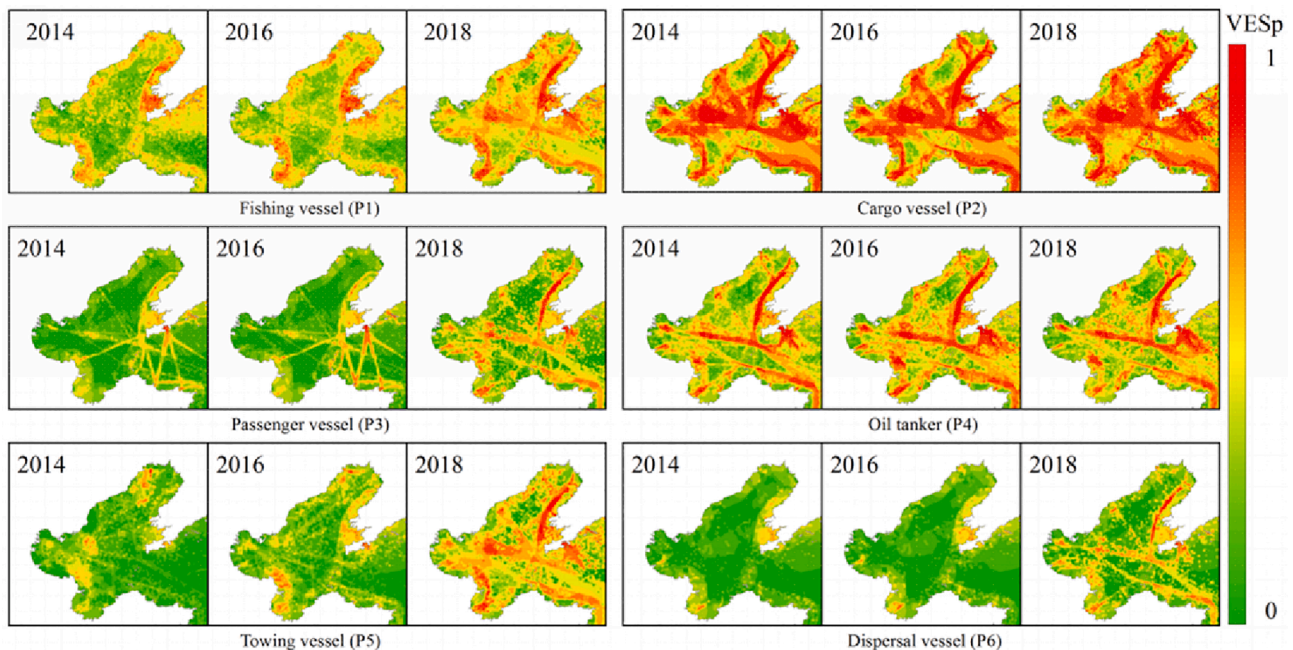 2014 2016 2018 2014 2016 2018 VESp
1
Fishing vessel (P1) Cargo vessel (P2)
2014 2016 2018 2014 2016 2018
Passenger vessel (P3) Oil tanker (P4)
2014 2016 2018 2014 2016 2018
0
Towing vessel (P5) Dispersal vessel (P6)